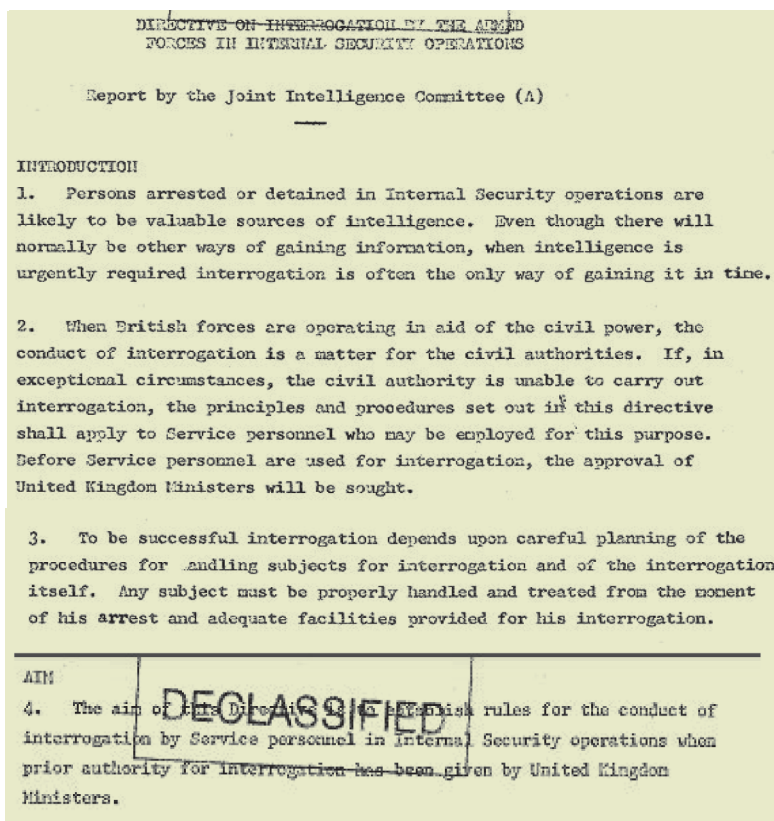 DIRECTIVE ON INTERROGATION BY THE ARMED
FORCES IN INTERNAL SECURITY OPERATIONS
Report by the Joint Intelligence Committee (A)
INTRODUCTION
1. Persons arrested or detained in Internal Security operations are
likely to be valuable sources of intelligence. Even though there will
normally be other ways of gaining information, when intelligence is
urgently required interrogation is often the only way of gaining it in time.
2. When British forces are operating in aid of the civil power, the
conduct of interrogation is a matter for the civil authorities. If, in
exceptional circumstances, the civil authority is unable to carry out
interrogation, the principles and procedures set out in this directive
shall apply to Service personnel who may be employed for this purpose.
Before Service personnel are used for interrogation, the approval of
United Kingdom Ministers will be sought.
3. To be successful interrogation depends upon careful planning of the
procedures for andling subjects for interrogation and of the interrogation
itself. Any subject must be properly handled and treated from the moment
of his arrest and adequate facilities provided for his interrogation.
AIM
DECLASSIFIED
4. The aim of this Directive is to establish rules for the conduct of
interrogation by Service personnel in Internal Security operations when
prior authority for interrogation has been given by United Kingdom
Ministers.